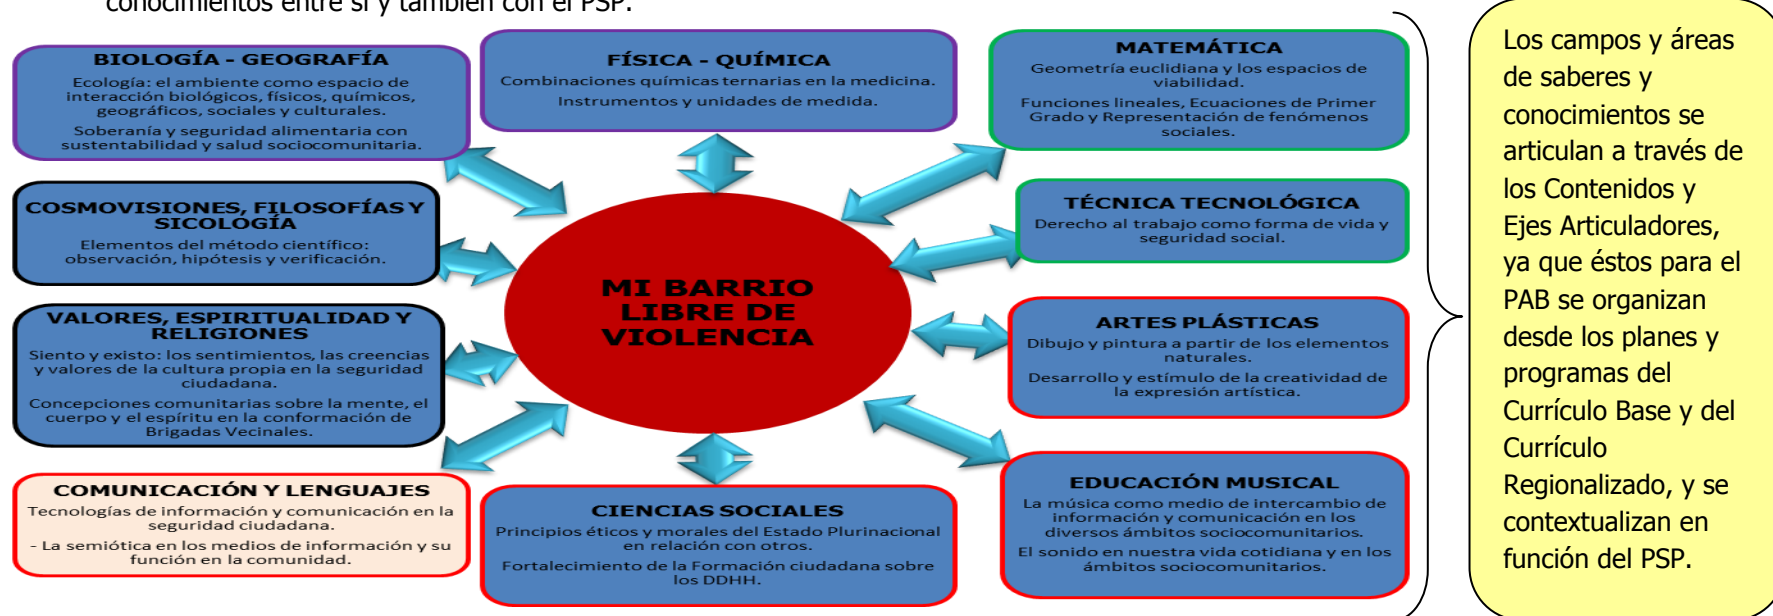 conocimientos entre sí y también con el PSP.
BIOLOGÍA - GEOGRAFÍA
Ecología: el ambiente como espacio de
interacción biológicos, físicos, químicos,
geográficos, sociales y culturales.
Soberanía y seguridad alimentaria con
sustentabilidad y salud sociocomunitaria.
FÍSICA - QUÍMICA
Combinaciones químicas ternarias en la medicina.
Instrumentos y unidades de medida.
MATEMÁTICA
Geometría euclidiana y los espacios de
viabilidad.
Funciones lineales, Ecuaciones de Primer
Grado y Representación de fenómenos
sociales.
COSMOVISIONES, FILOSOFÍAS Y
SICOLOGÍA
Elementos del método científico:
observación, hipótesis y verificación.
TÉCNICA TECNOLÓGICA
Derecho al trabajo como forma de vida y
seguridad social.
MI BARRIO
LIBRE DE
VIOLENCIA
VALORES, ESPIRITUALIDAD Y
RELIGIONES
Siento y existo: los sentimientos, las creencias
y valores de la cultura propia en la seguridad
ciudadana.
Concepciones comunitarias sobre la mente, el
cuerpo y el espíritu en la conformación de
Brigadas Vecinales.
ARTES PLÁSTICAS
Dibujo y pintura a partir de los elementos
naturales.
Desarrollo y estímulo de la creatividad de
la expresión artística.
COMUNICACIÓN Y LENGUAJES
Tecnologías de información y comunicación en la
seguridad ciudadana.
- La semiótica en los medios de información y su
función en la comunidad.
CIENCIAS SOCIALES
Principios éticos y morales del Estado Plurinacional
en relación con otros.
Fortalecimiento de la Formación ciudadana sobre
los DDHH.
EDUCACIÓN MUSICAL
La música como medio de intercambio de
información y comunicación en los
diversos ámbitos sociocomunitarios.
El sonido en nuestra vida cotidiana y en los
ámbitos sociocomunitarios.
Los campos y áreas
de saberes y
conocimientos se
articulan a través de
los Contenidos y
Ejes Articuladores,
ya que éstos para el
PAB se organizan
desde los planes y
programas del
Currículo Base y del
Currículo
Regionalizado, y se
contextualizan en
función del PSP.